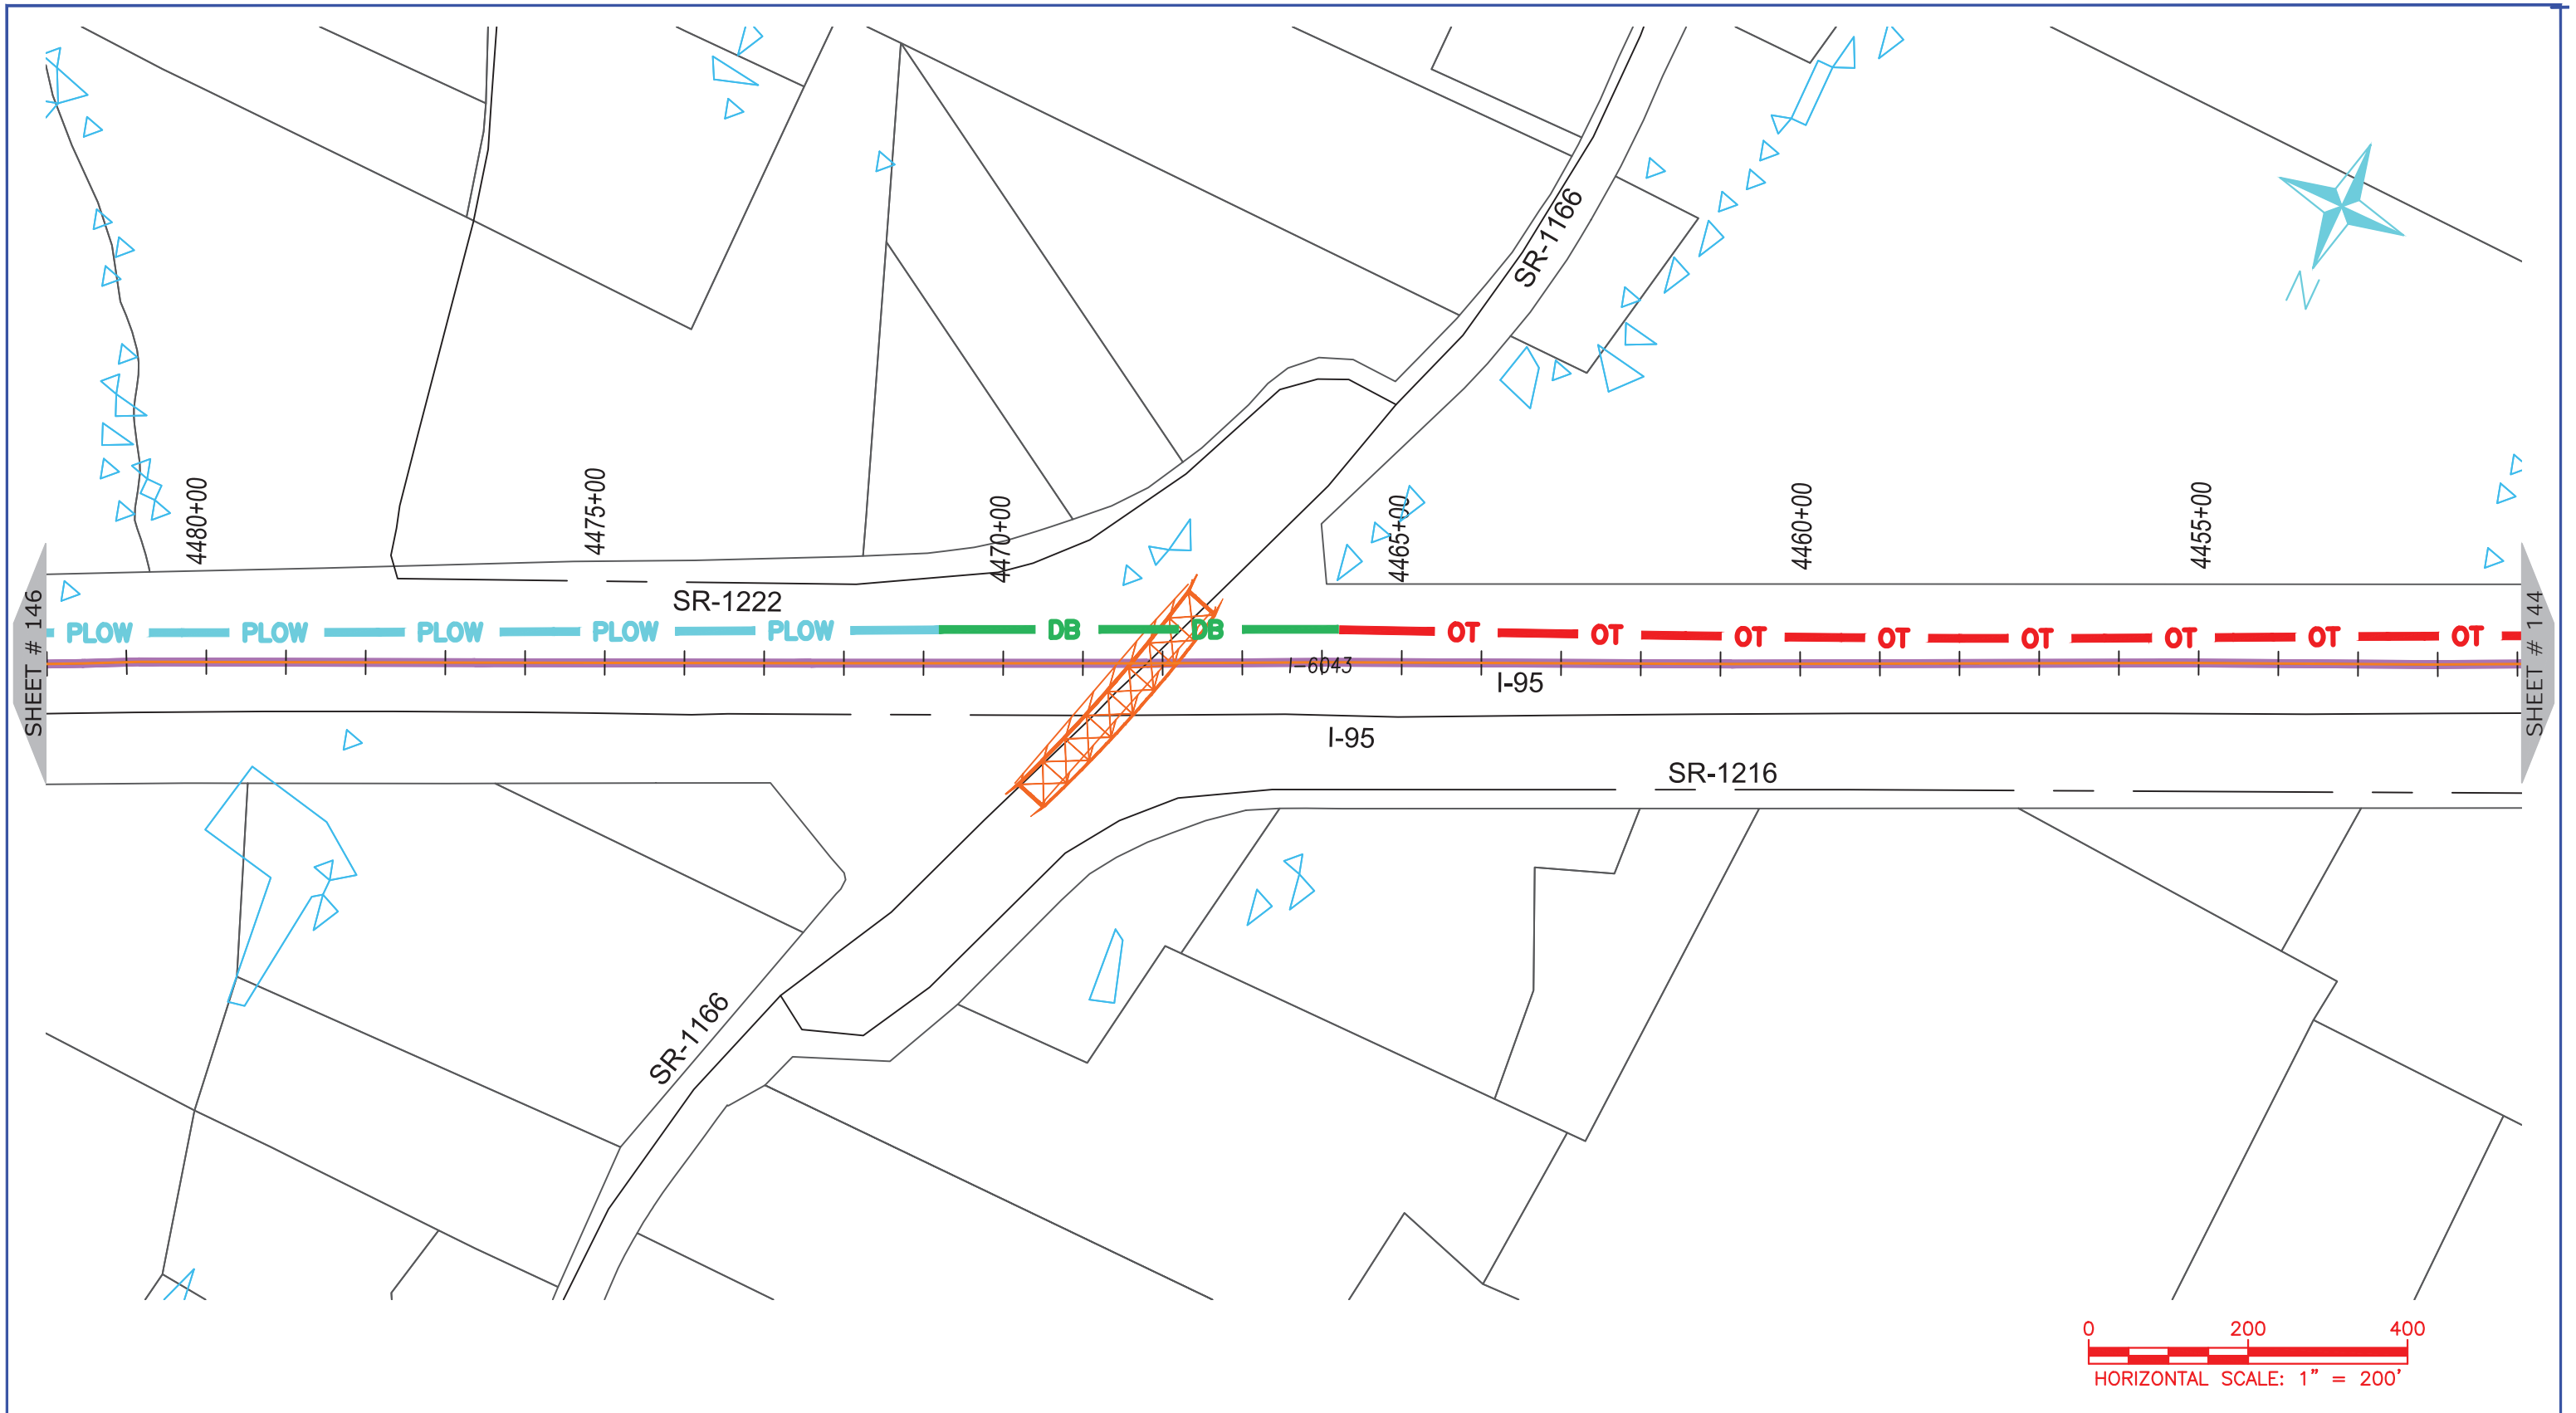 N
SR-1166
4480+00
4475+00
4470+00
4465+00
4460+00
4455+00
SHEET # 146
SHEET # 144
SR-1222
PLOW PLOW PLOW PLOW PLOW DB DB OT OT OT OT OT OT OT OT
I-6043
I-95
I-95
SR-1216
SR-1166
0 200 400
HORIZONTAL SCALE: 1" = 200'